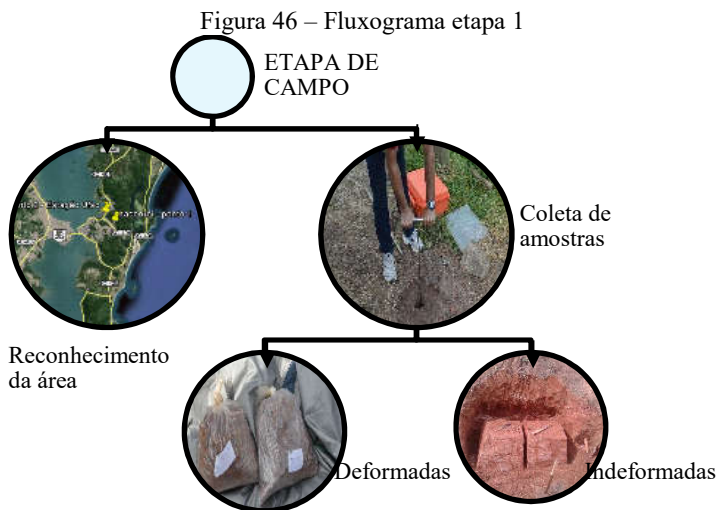 Figura 46 – Fluxograma etapa 1
ETAPA DE
CAMPO
Coleta de
amostras
Reconhecimento
da área
Deformadas
Indeformadas